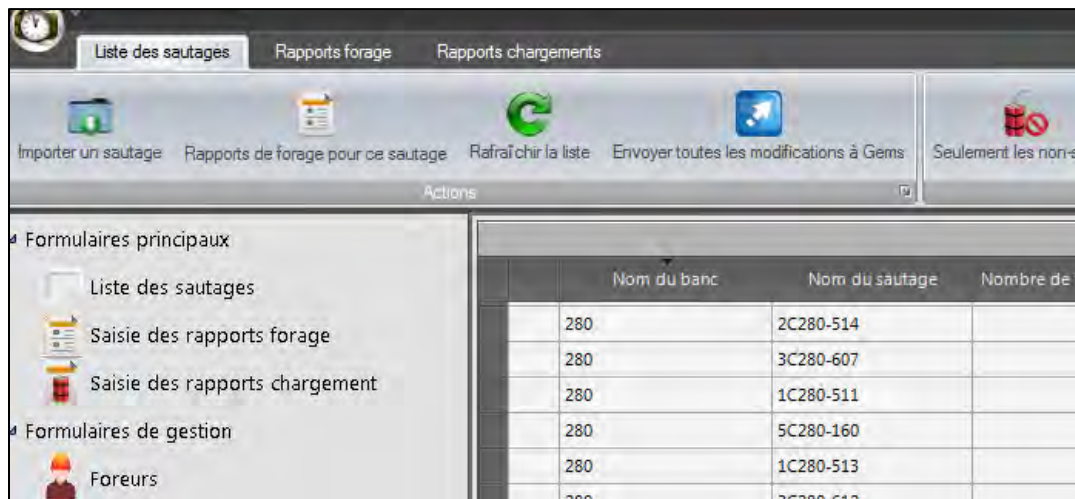 Liste des sautages Rapports forage Rapports chargements
Importer un sautage Rapports de forage pour ce sautage Rafraîchir la liste Envoyer toutes les modifications à Gems Seulement les
Actions
Formulaires principaux
Liste des sautages
Saisie des rapports forage
Saisie des rapports chargement
Formulaires de gestion
Foreurs
Nom du banc Nom du sautage Nombre de
280 2C280-514
280 3C280-607
280 1C280-511
280 5C280-160
280 1C280-513